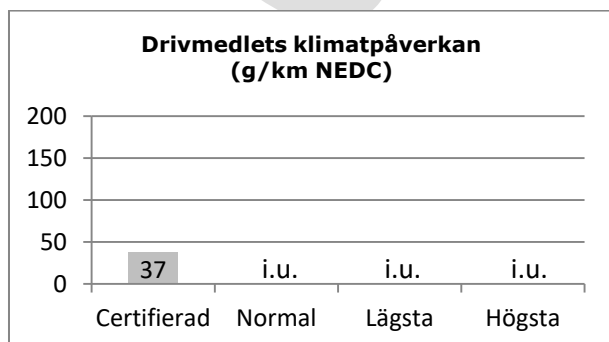 Drivmedlets klimatpåverkan
(g/km NEDC)
200
150
100
50
0
37 i.u. i.u. i.u.
Certifierad Normal Lägsta Högsta